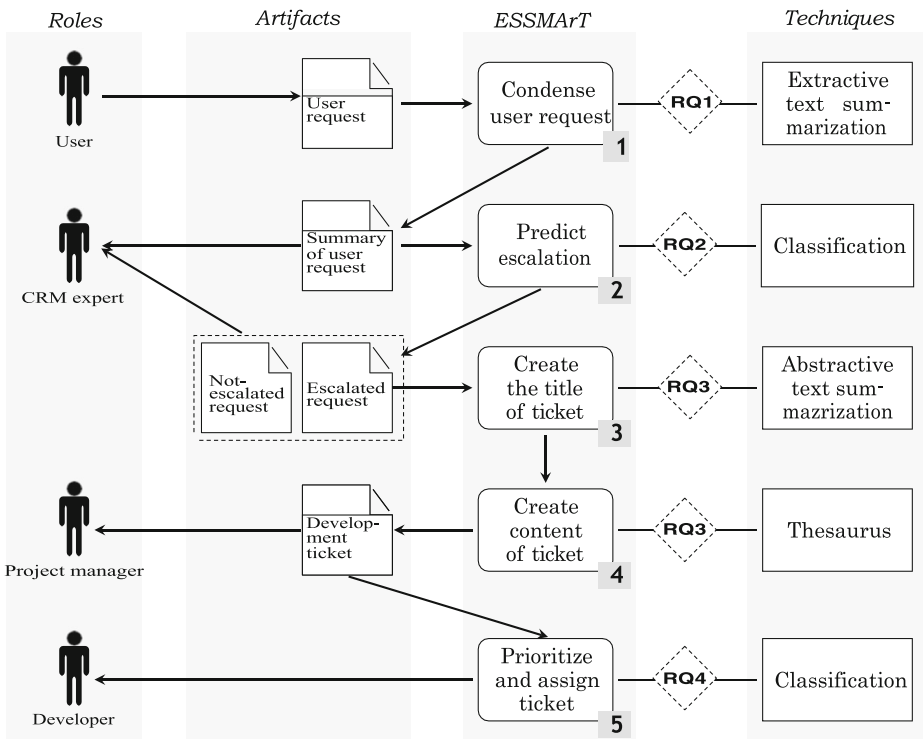 Roles
Artifacts
ESSMArT
Techniques
User
User
request
Condense
user request
1
RQ1
Extractive
text sum-
marization
CRM expert
Summary
of user
request
Predict
escalation
2
RQ2
Classification
Not-
escalated
request
Escalated
request
Create
the title
of ticket
3
RQ3
Abstractive
text sum-
mazrization
Project manager
Develop-
ment
ticket
Create
content
of ticket
4
RQ3
Thesaurus
Developer
Prioritize
and assign
ticket
5
RQ4
Classification